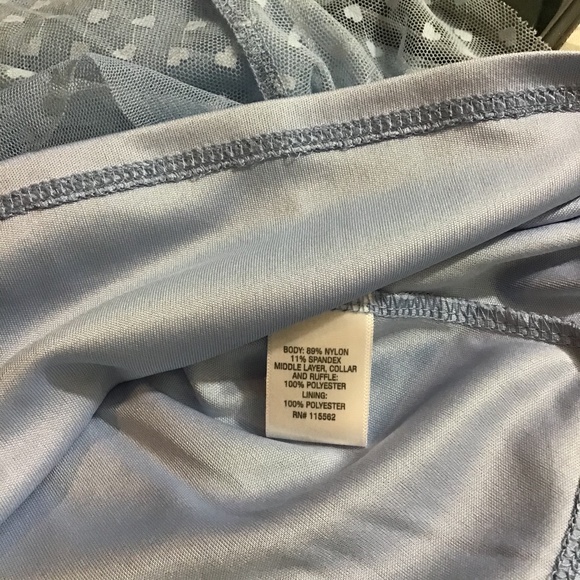 BODY: 89% NYLON
11% SPANDEX
MIDDLE LAYER, COLLAR
AND RUFFLE:
100% POLYESTER
LINING:
100% POLYESTER
RN# 115562